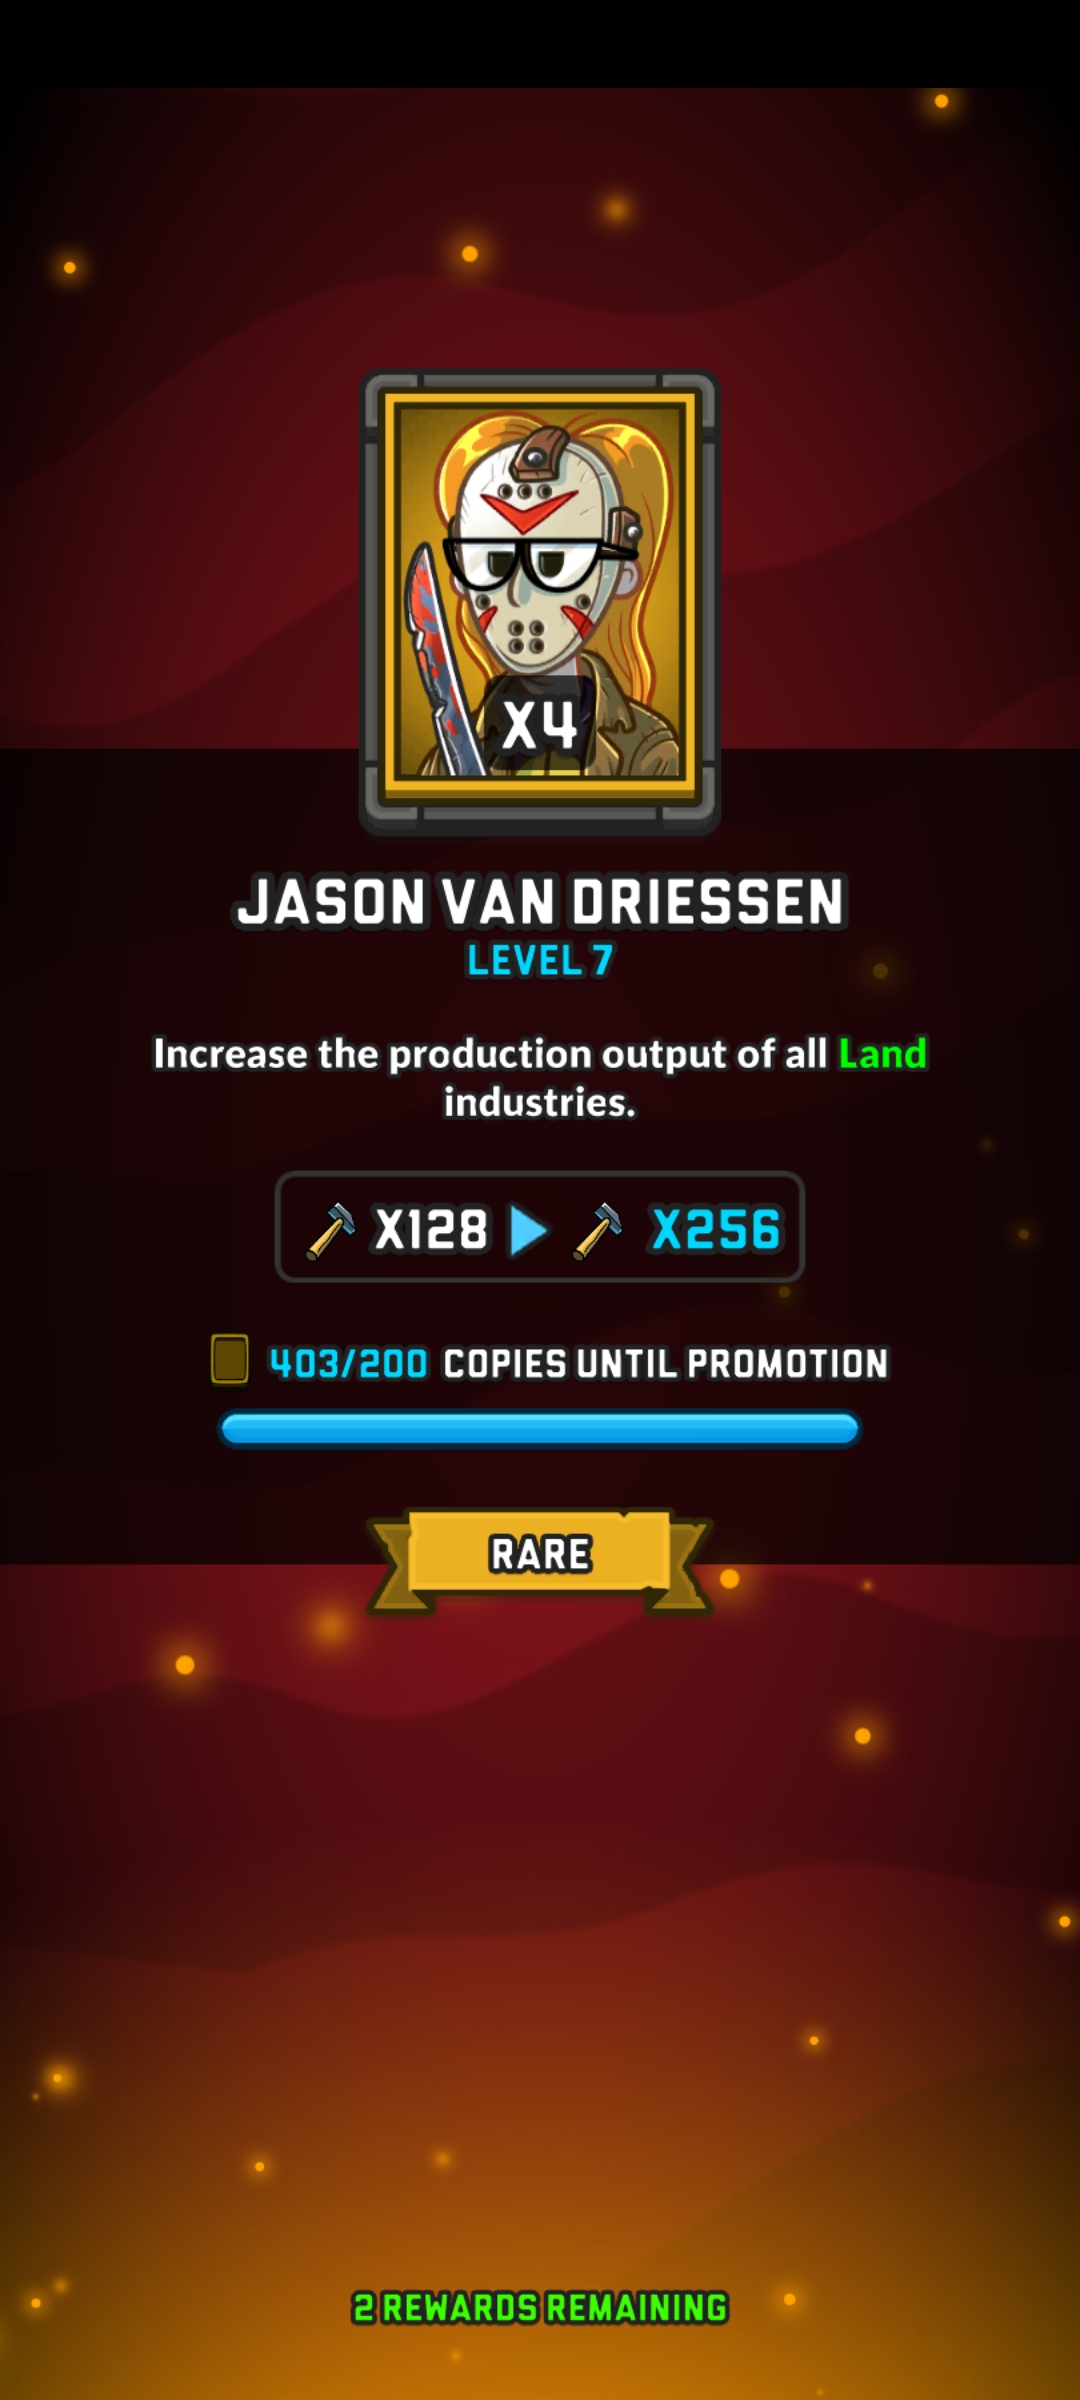 X4
JASON VAN DRIESSEN
LEVEL 7
Increase the production output of all Land
industries.
X128 X256
403/200 COPIES UNTIL PROMOTION
RARE
2 REWARDS REMAINING